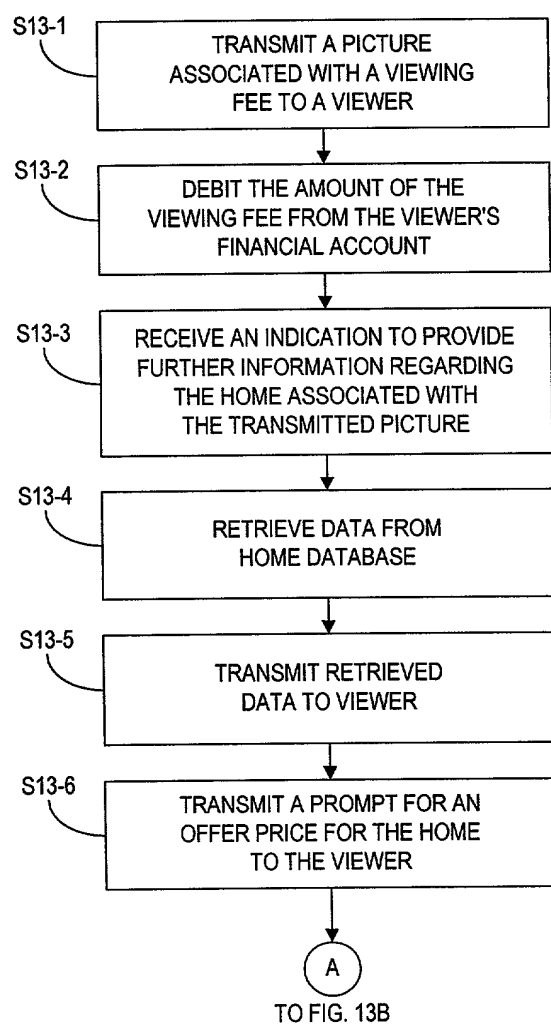 S13-1
TRANSMIT A PICTURE
ASSOCIATED WITH A VIEWING
FEE TO A VIEWER
S13-2
DEBIT THE AMOUNT OF THE
VIEWING FEE FROM THE VIEWER'S
FINANCIAL ACCOUNT
S13-3
RECEIVE AN INDICATION TO PROVIDE
FURTHER INFORMATION REGARDING
THE HOME ASSOCIATED WITH
THE TRANSMITTED PICTURE
S13-4
RETRIEVE DATA FROM
HOME DATABASE
S13-5
TRANSMIT RETRIEVED
DATA TO VIEWER
S13-6
TRANSMIT A PROMPT FOR AN
OFFER PRICE FOR THE HOME
TO THE VIEWER
A
TO FIG. 13B